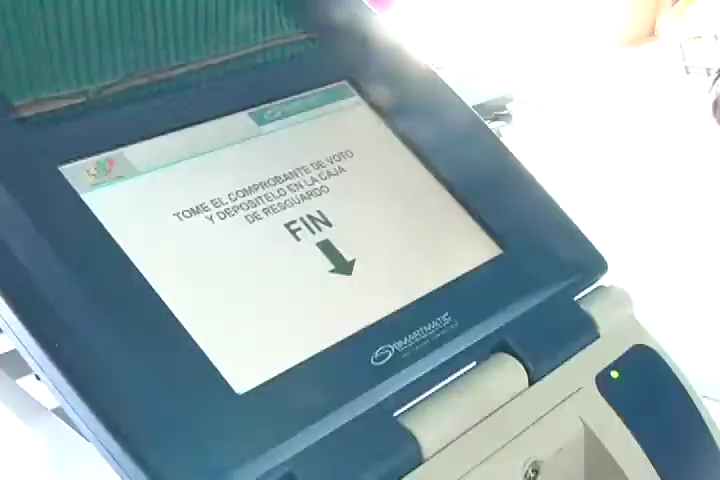 TOME EL COMPROBANTE DE VOTO
Y DEPOSITELO EN LA CAJA
DE RESGUARDO
FIN
SMARTMATIC